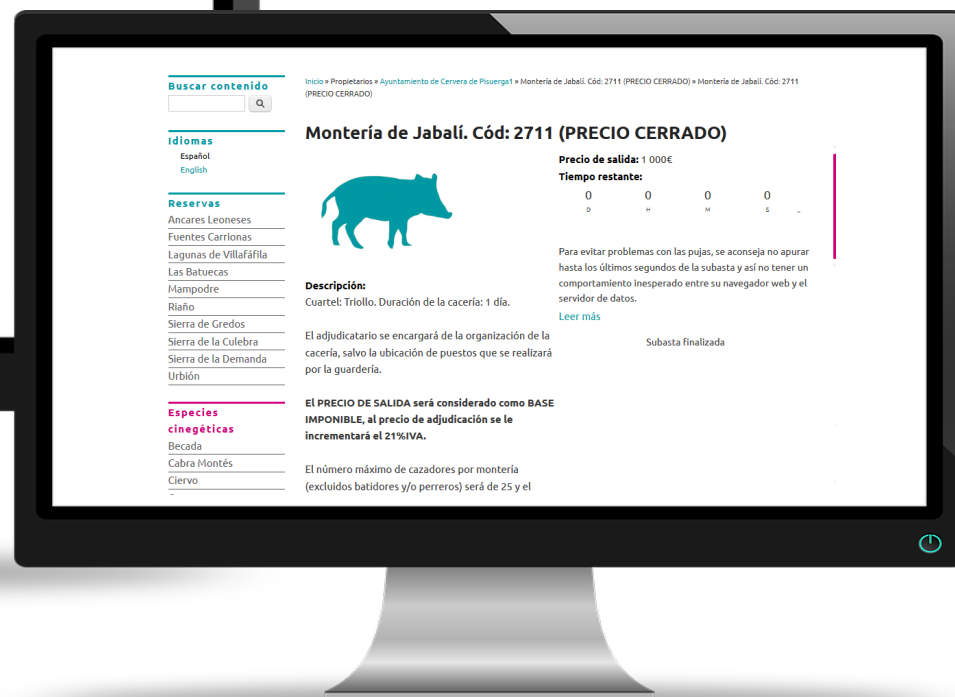 Buscar contenido
Idiomas
Español
English
Reservas
Ancares Leoneses
Fuentes Carrionas
Lagunas de Villafáfila
Las Batuecas
Mampodre
Riaño
Sierra de Gredos
Sierra de la Culebra
Sierra de la Demanda
Urbión
Especies
cinegéticas
Becada
Cabra Montés
Ciervo
Inicio » Propietarios » Ayuntamiento de Cervera de Pisuerga1 » Montería de Jabalí. Cód: 2711 (PRECIO CERRADO) » Montería de Jabalí. Cód: 2711
(PRECIO CERRADO)
Montería de Jabalí. Cód: 2711 (PRECIO CERRADO)
Descripción:
Cuartel: Triollo. Duración de la cacería: 1 día.
El adjudicatario se encargará de la organización de la
cacería, salvo la ubicación de puestos que se realizará
por la guardería.
El PRECIO DE SALIDA será considerado como BASE
IMPONIBLE, al precio de adjudicación se le
incrementará el 21%IVA.
El número máximo de cazadores por montería
(excluidos batidores y/o perreros) será de 25 y el
Precio de salida: 1 000€
Tiempo restante:
0 0 0 0
D H M S
Para evitar problemas con las pujas, se aconseja no apurar
hasta los últimos segundos de la subasta y así no tener un
comportamiento inesperado entre su navegador web y el
servidor de datos.
Leer más
Subasta finalizada